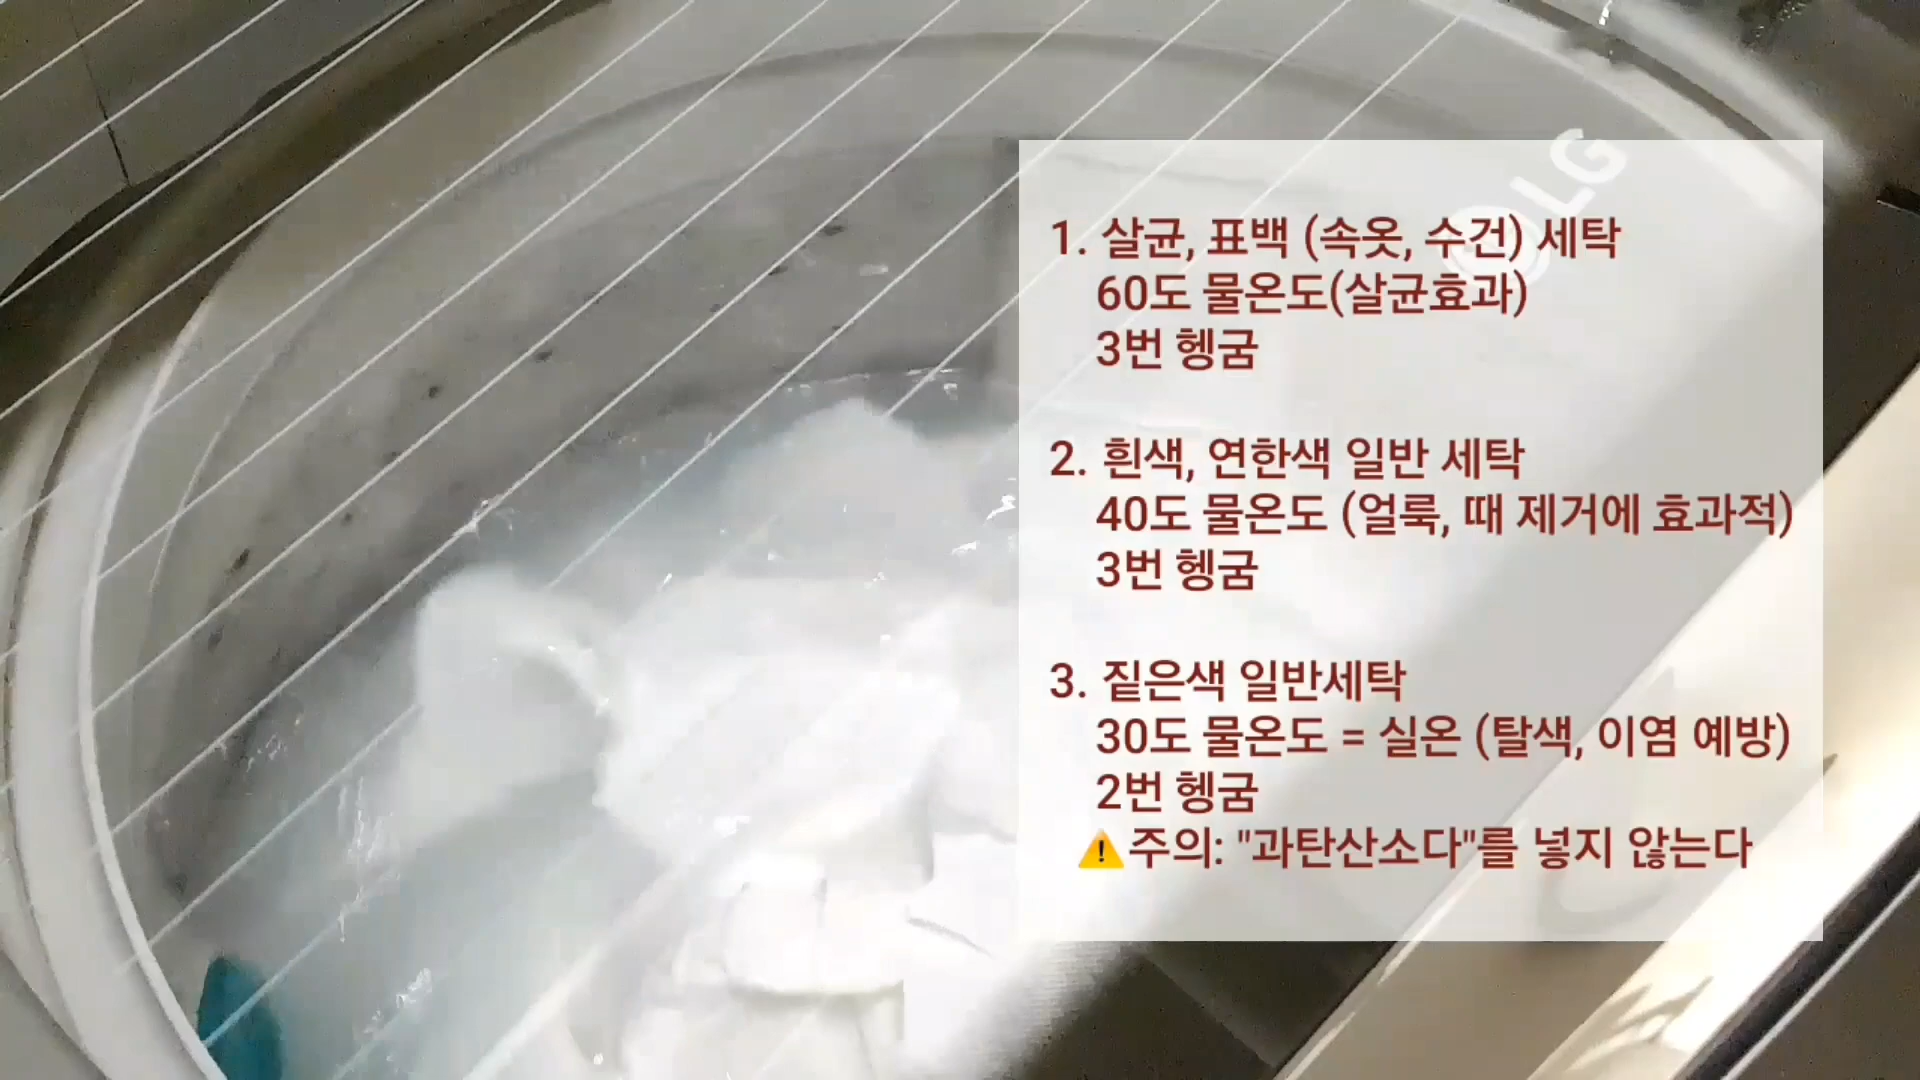 LG
1. 살균, 표백 (속옷, 수건) 세탁
60도 물온도(살균효과)
3번 헹굼
2. 흰색, 연한색 일반 세탁
40도 물온도 (얼룩, 때 제거에 효과적)
3번 헹굼
3. 짙은색 일반세탁
30도 물온도 = 실온 (탈색, 이염 예방)
2번 헹굼
⚠주의: "과탄산소다"를 넣지 않는다